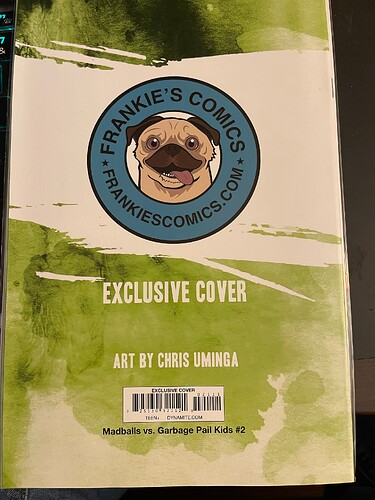 FRANKIE'S COMICS
★ FRANKIESCOMICS.COM ★
EXCLUSIVE COVER
ART BY CHRIS UMINGA
EXCLUSIVE COVER
TEEN+ DYNAMITE.COM
Madballs vs. Garbage Pail Kids #2